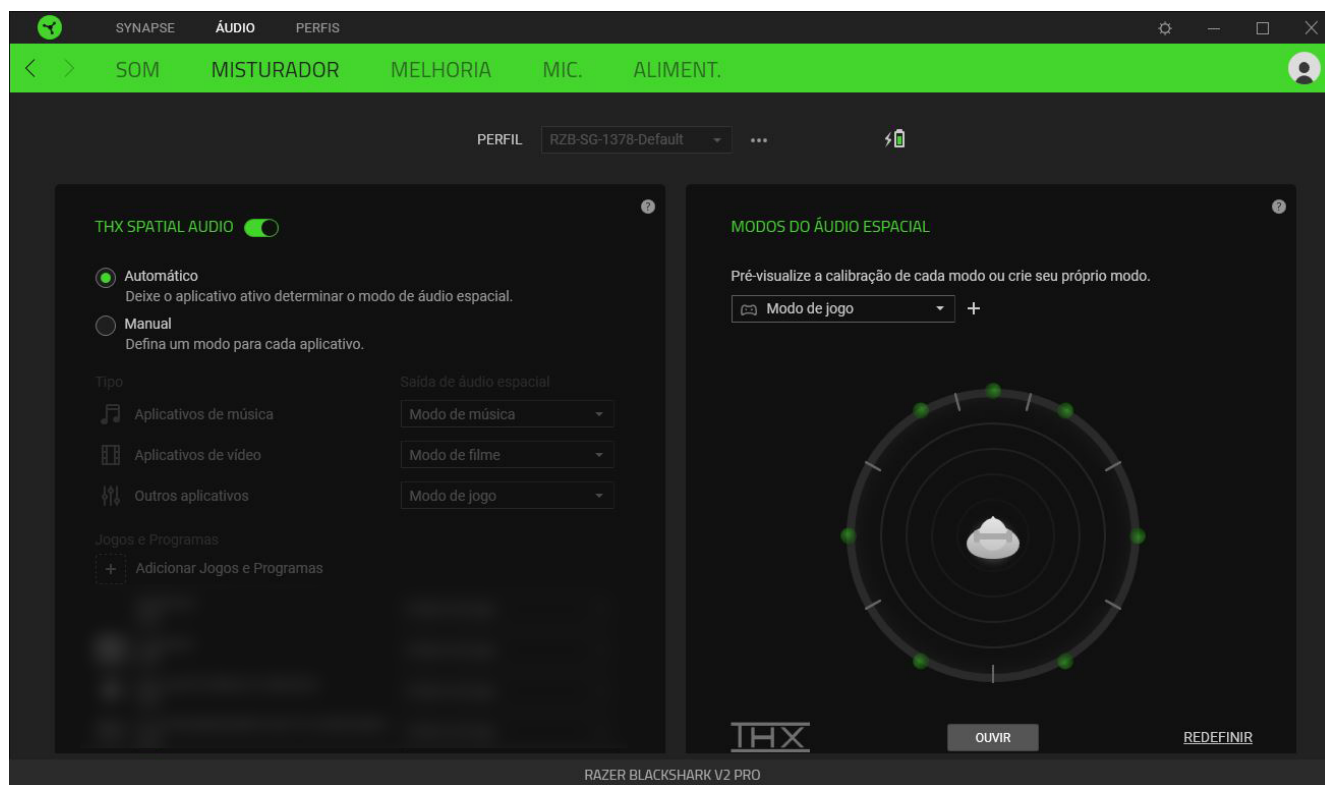 SYNAPSE ÁUDIO PERFIS
SOM MISTURADOR MELHORIA MIC. ALIMENT.
PERFIL RZB-SG-1378-Default
THX SPATIAL AUDIO
Automático
Deixe o aplicativo ativo determinar o modo de áudio espacial.
Manual
Defina um modo para cada aplicativo.
Tipo Saída de áudio espacial
Aplicativos de música Modo de música
Aplicativos de vídeo Modo de filme
Outros aplicativos Modo de jogo
Jogos e Programas
+ Adicionar Jogos e Programas
MODOS DO ÁUDIO ESPACIAL
Pré-visualize a calibração de cada modo ou crie seu próprio modo.
Modo de jogo +
THX OUVIR REDEFINIR
RAZER BLACKSHARK V2 PRO